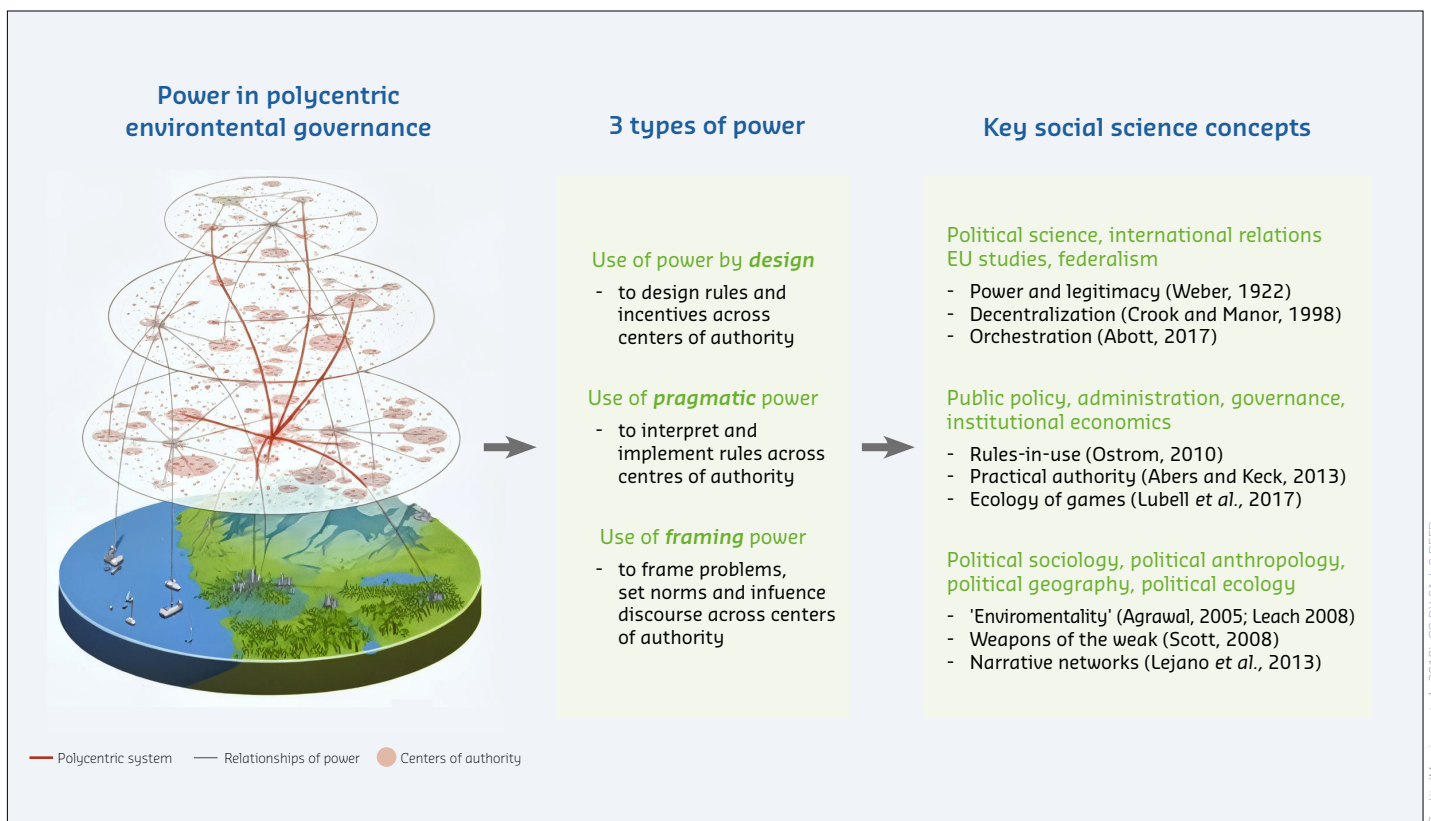 Power in polycentric
environtental governance
3 types of power
Key social science concepts
Use of power by design
- to design rules and
incentives across
centers of authority
Use of pragmatic power
- to interpret and
implement rules across
centres of authority
Use of framing power
- to frame problems,
set norms and infuence
discourse across centers
of authority
Political science, international relations
EU studies, federalism
- Power and legitimacy (Weber, 1922)
- Decentralization (Crook and Manor, 1998)
- Orchestration (Abott, 2017)
Public policy, administration, governance,
institutional economics
- Rules-in-use (Ostrom, 2010)
- Practical authority (Abers and Keck, 2013)
- Ecology of games (Lubell et al., 2017)
Political sociology, political anthropology,
political geography, political ecology
- 'Enviromentality' (Agrawal, 2005; Leach 2008)
- Weapons of the weak (Scott, 2008)
- Narrative networks (Lejano et al., 2013)
Polycentric system
Relationships of power
Centers of authority